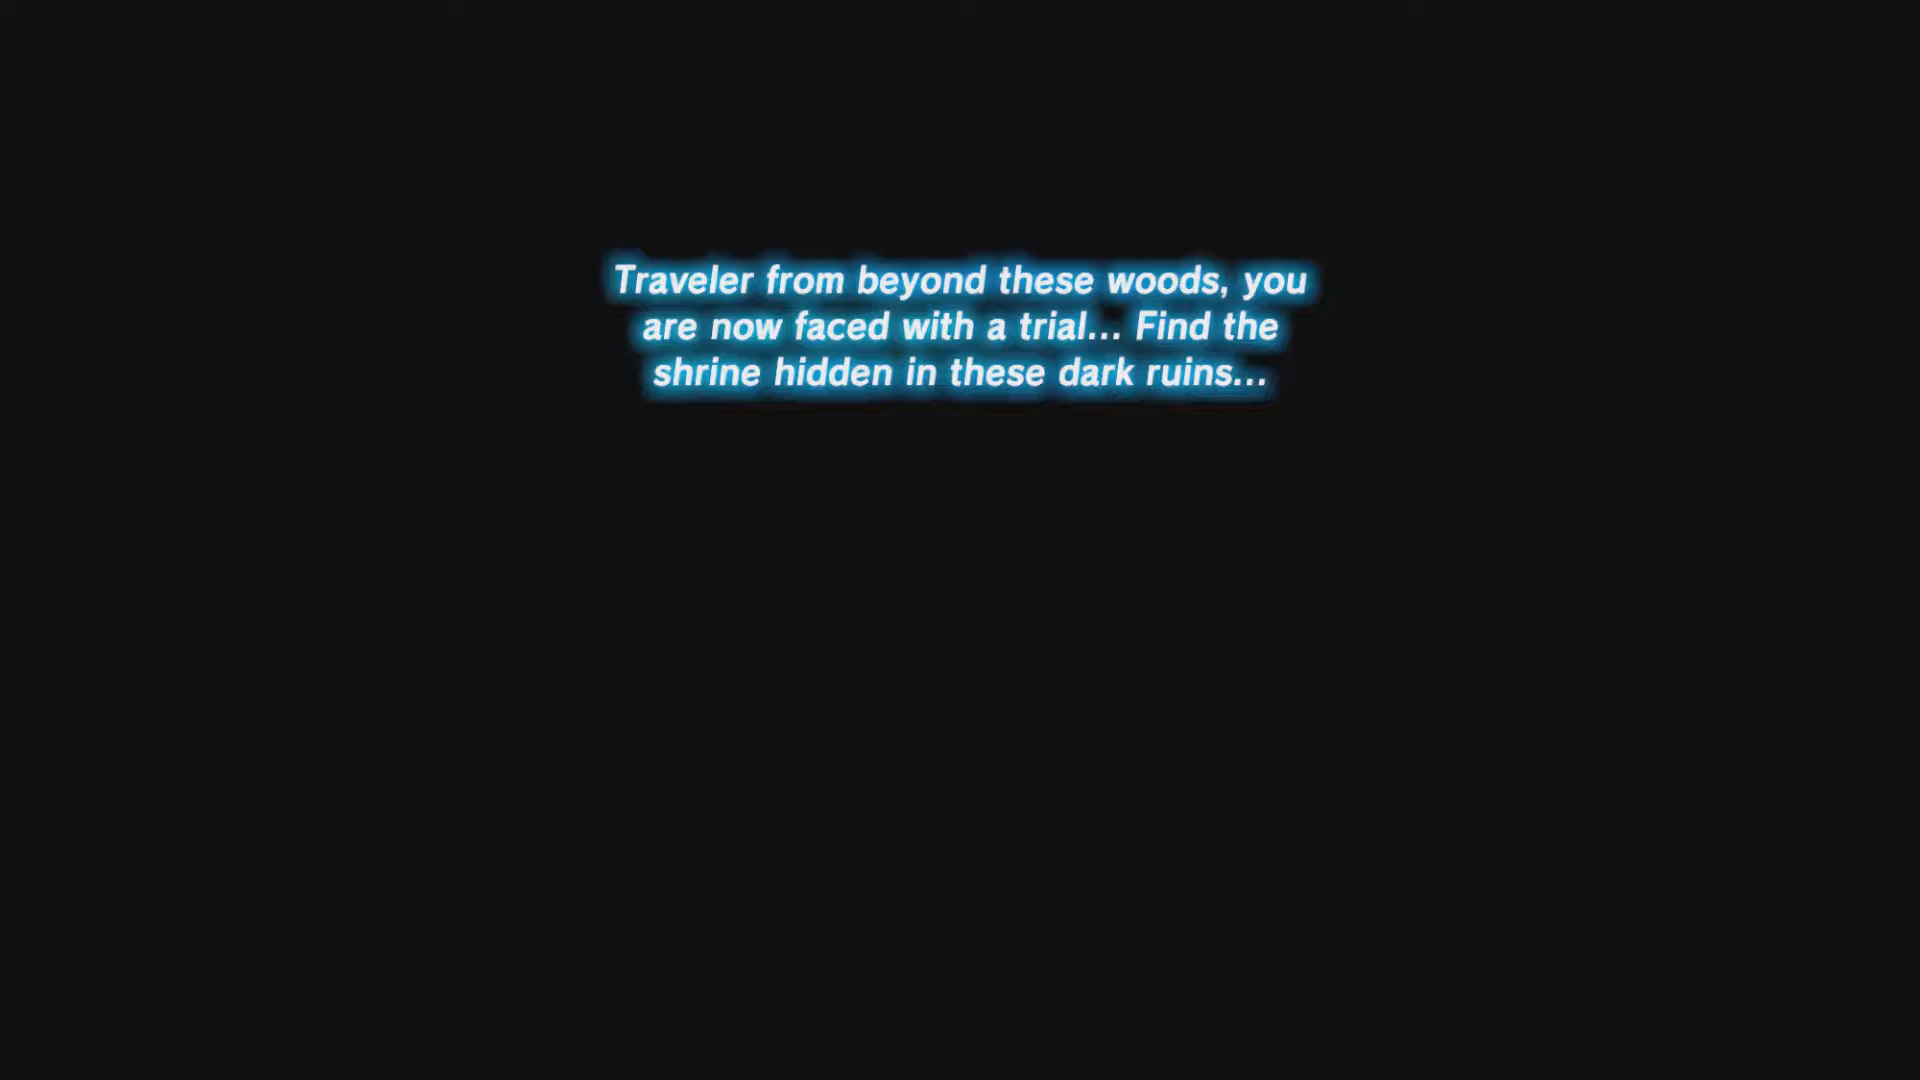 Traveler from beyond these woods, you
are now faced with a trial... Find the
shrine hidden in these dark ruins...